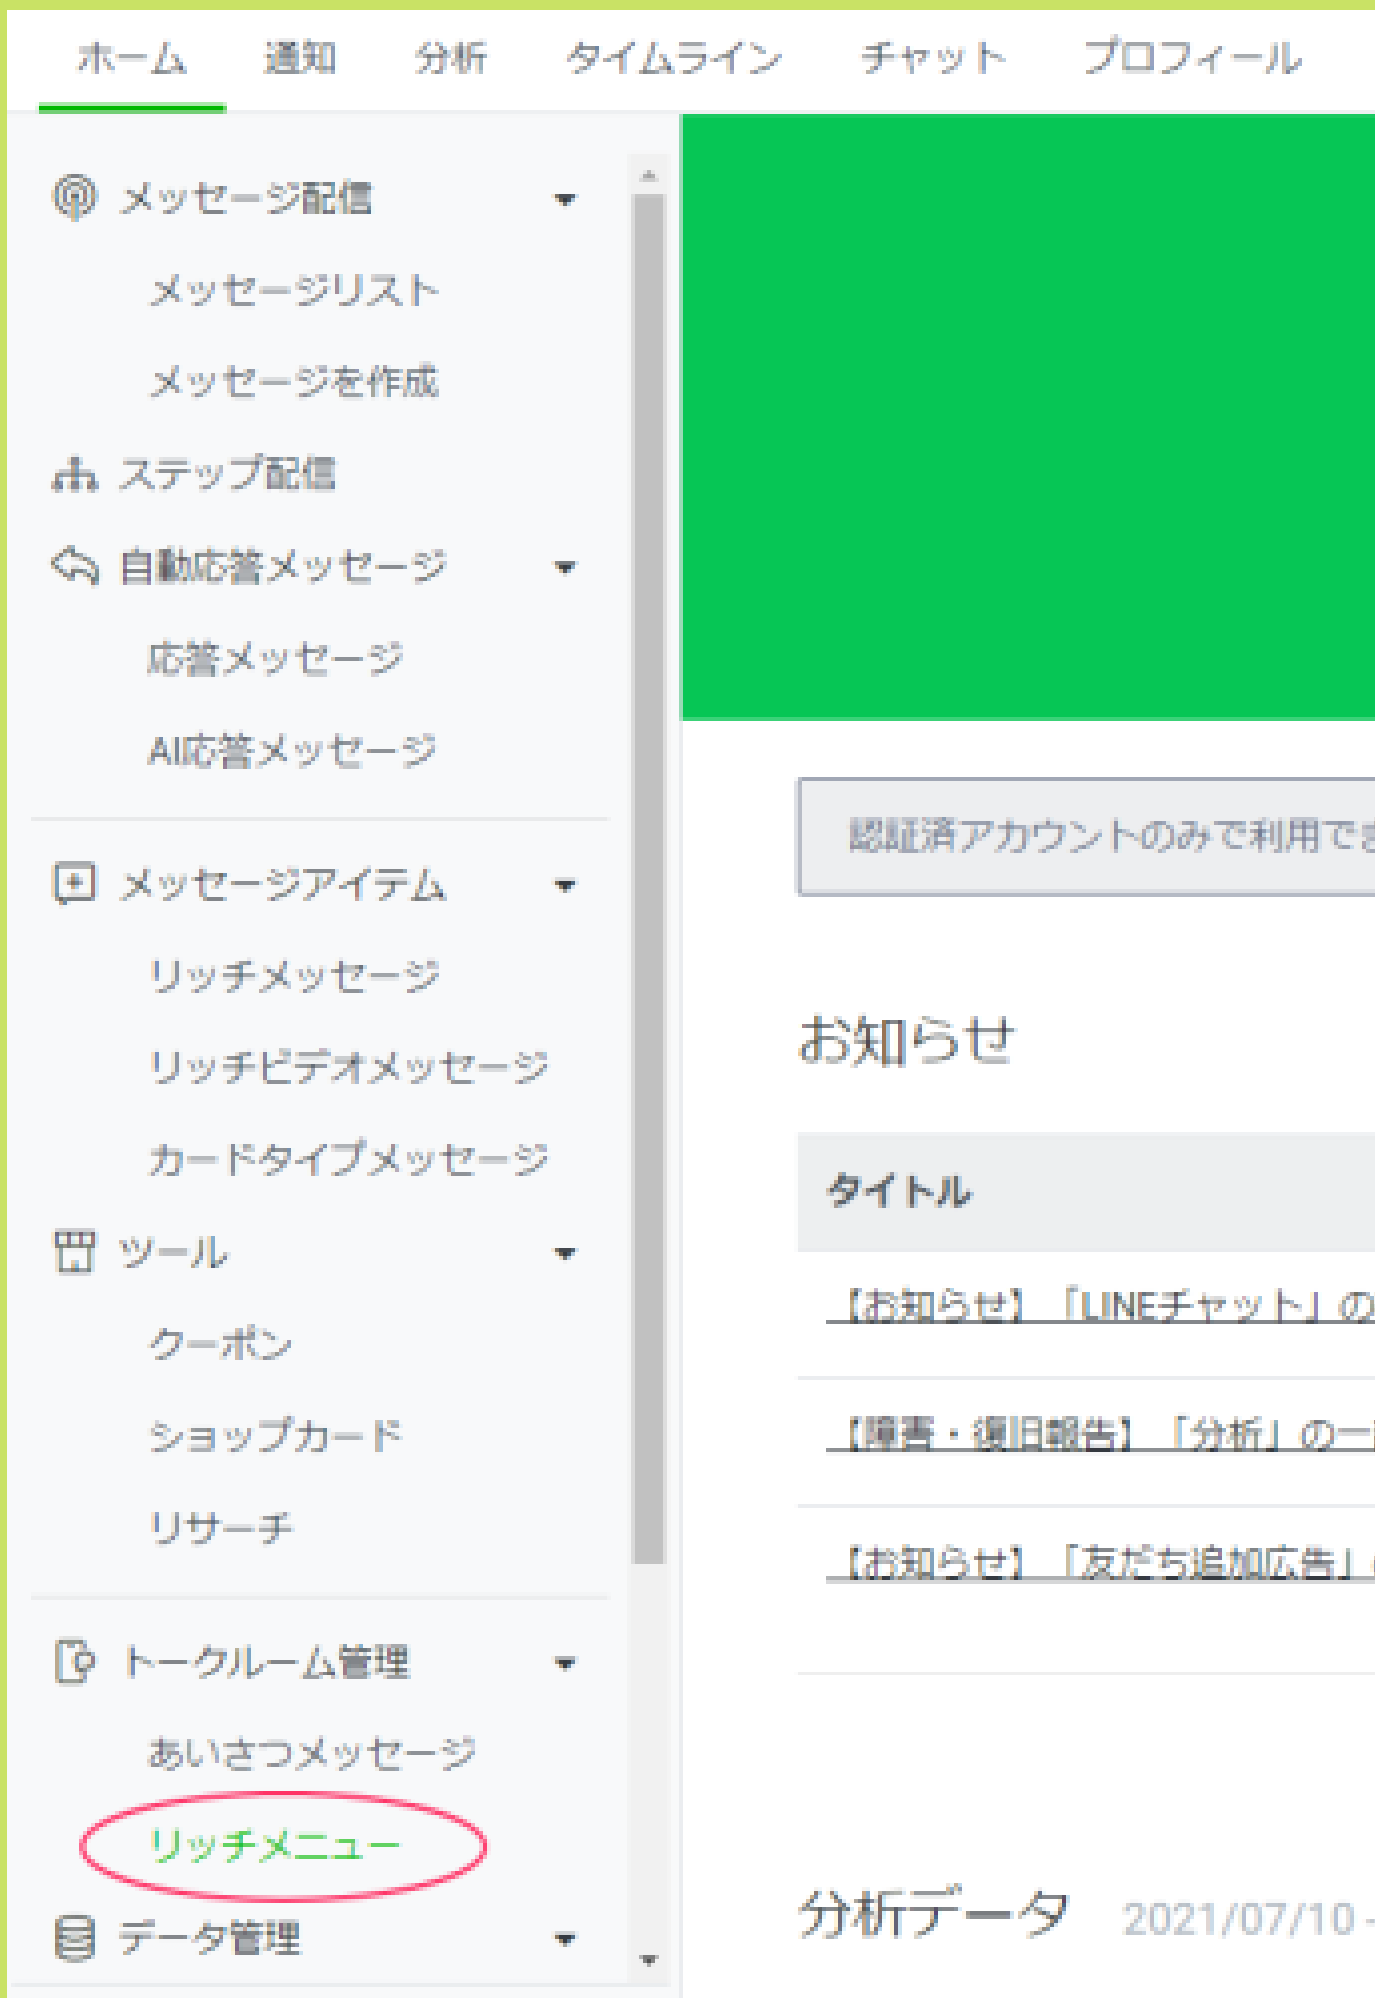 ホーム 通知 分析 タイムライン チャット プロフィール
メッセージ配信
メッセージリスト
メッセージを作成
ステップ配信
自動応答メッセージ
応答メッセージ
AI応答メッセージ
メッセージアイテム
リッチメッセージ
リッチビデオメッセージ
カードタイプメッセージ
ツール
クーポン
ショップカード
リサーチ
トークルーム管理
あいさつメッセージ
リッチメニュー
データ管理
認証済アカウントのみで利用でき
お知らせ
タイトル
【お知らせ】「LINEチャット」の
【障害・復旧報告】「分析」の一
【お知らせ】「友だち追加広告」
分析データ 2021/07/10 -